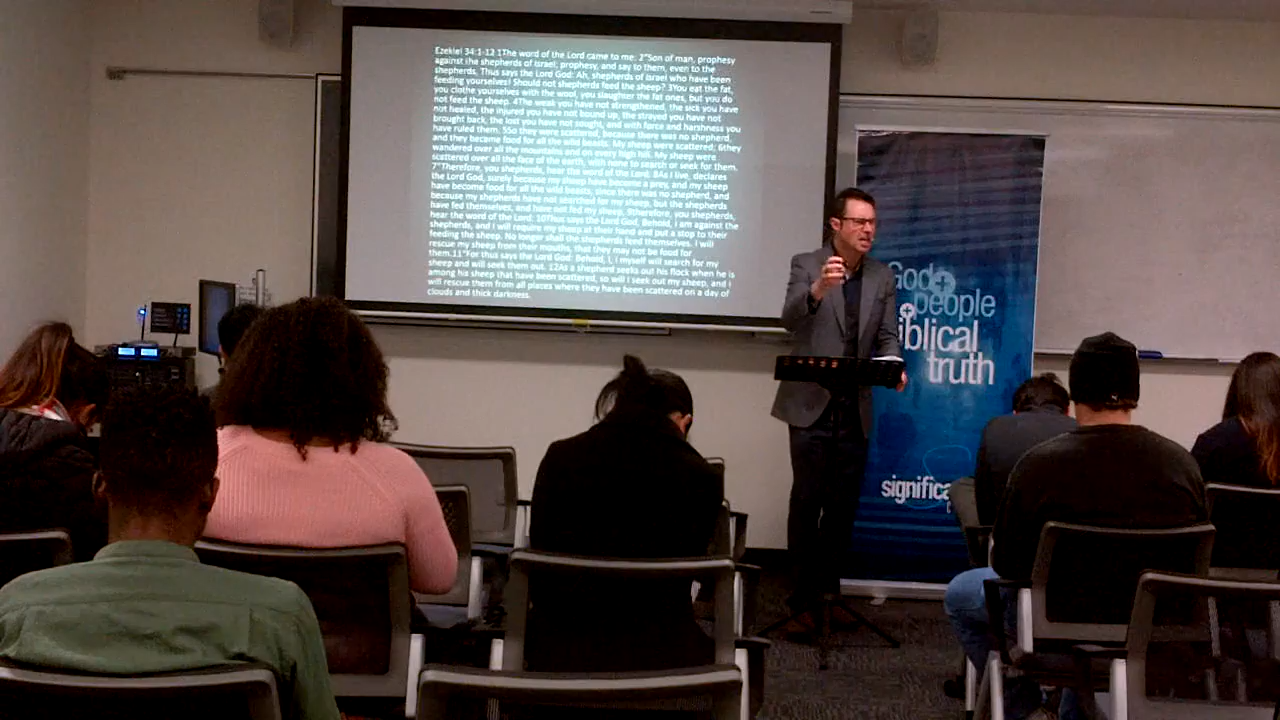 Ezekiel 34:1-12 1The word of the Lord came to me: 2"Son of man, prophesy
against the shepherds of Israel; prophesy, and say to them, even to the
shepherds, Thus says the Lord God: Ah, shepherds of Israel who have been
feeding yourselves! Should not shepherds feed the sheep? 3You eat the fat,
you clothe yourselves with the wool, you slaughter the fat ones, but you do
not feed the sheep. 4The weak you have not strengthened, the sick you have
not healed, the injured you have not bound up, the strayed you have not
brought back, the lost you have not sought, and with force and harshness you
have ruled them. 5So they were scattered, because there was no shepherd,
and they became food for all the wild beasts. My sheep were scattered; 6they
wandered over all the mountains and on every high hill. My sheep were
scattered over all the face of the earth, with none to search or seek for them.
7"Therefore, you shepherds, hear the word of the Lord: 8As I live, declares
the Lord God, surely because my sheep have become a prey, and my sheep
have become food for all the wild beasts, since there was no shepherd, and
because my shepherds have not searched for my sheep, but the shepherds
have fed themselves, and have not fed my sheep, 9therefore, you shepherds,
hear the word of the Lord: 10Thus says the Lord God, Behold, I am against the
shepherds, and I will require my sheep at their hand and put a stop to their
feeding the sheep. No longer shall the shepherds feed themselves. I will
rescue my sheep from their mouths, that they may not be food for
them.11"For thus says the Lord God: Behold, I, I myself will search for my
sheep and will seek them out. 12As a shepherd seeks out his flock when he is
among his sheep that have been scattered, so will I seek out my sheep, and I
will rescue them from all places where they have been scattered on a day of
clouds and thick darkness.
God+
people
+
iblical
truth
significa